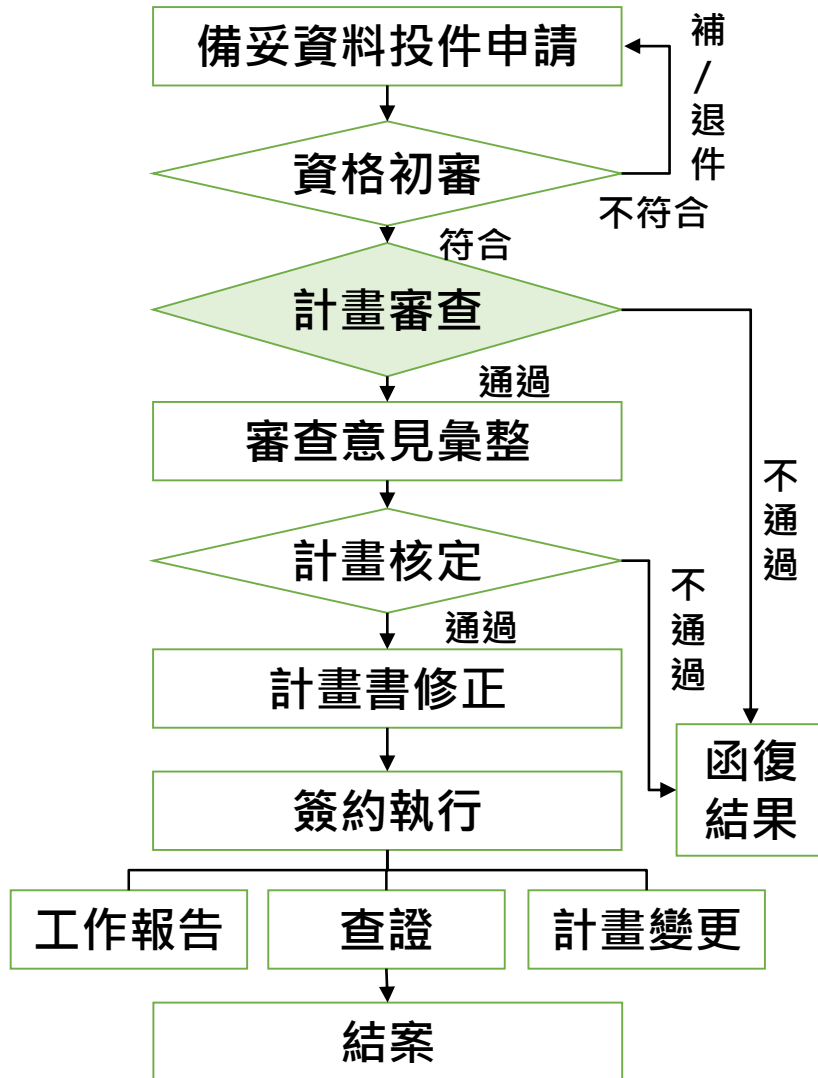 備妥資料投件申請
補
/
退
件
資格初審
不符合
符合
計畫審查
通過
不
通
過
審查意見彙整
計畫核定
不
通
過
通過
計畫書修正
函復
結果
簽約執行
工作報告
查證
計畫變更
結案